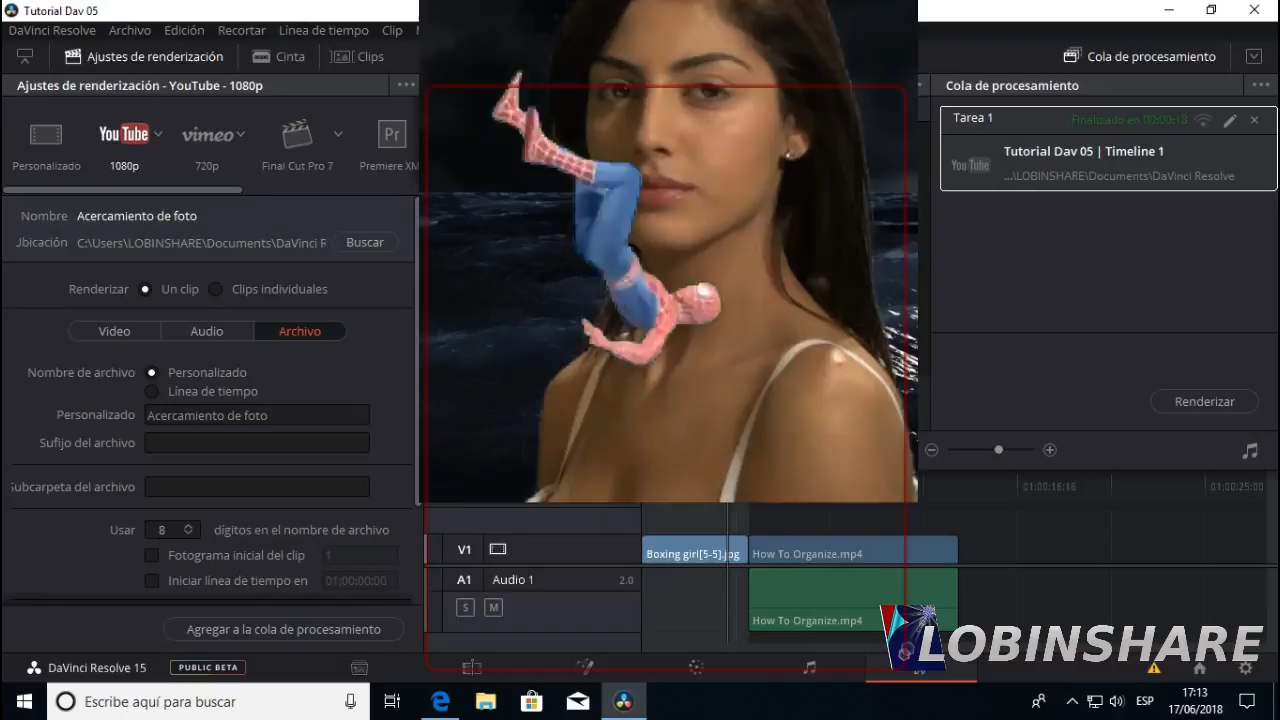 Tutorial Dav 05
DaVinci Resolve Archivo Edición Recortar Línea de tiempo Clip
Ajustes de renderización Cinta Clips Cola de procesamiento
Ajustes de renderización - YouTube - 1080p
Cola de procesamiento
YouTube vimeo Pr
Personalizado 1080p 720p Final Cut Pro 7 Premiere XM
Tarea 1 Finalizado en 00:00:18
YouTube Tutorial Dav 05 | Timeline 1
...\LOBINSHARE\Documents\DaVinci Resolve
Nombre Acercamiento de foto
Jbicación C:\Users\LOBINSHARE\Documents\DaVinci R Buscar
Renderizar Un clip Clips individuales
Video Audio Archivo
Nombre de archivo Personalizado
Línea de tiempo
Personalizado Acercamiento de foto
Sufijo del archivo
Subcarpeta del archivo
Usar 8 dígitos en el nombre de archivo
Fotograma inicial del clip 1
Iniciar línea de tiempo en 01:00:00:00
Agregar a la cola de procesamiento
Renderizar
01:00:16:16 01:00:25:00
V1 Boxing girl[5-5].jpg How To Organize.mp4
A1 Audio 1 2.0
S M How To Organize.mp4
LOBINSHARE
DaVinci Resolve 15 PUBLIC BETA
Escribe aquí para buscar
ESP 17:13
17/06/2018